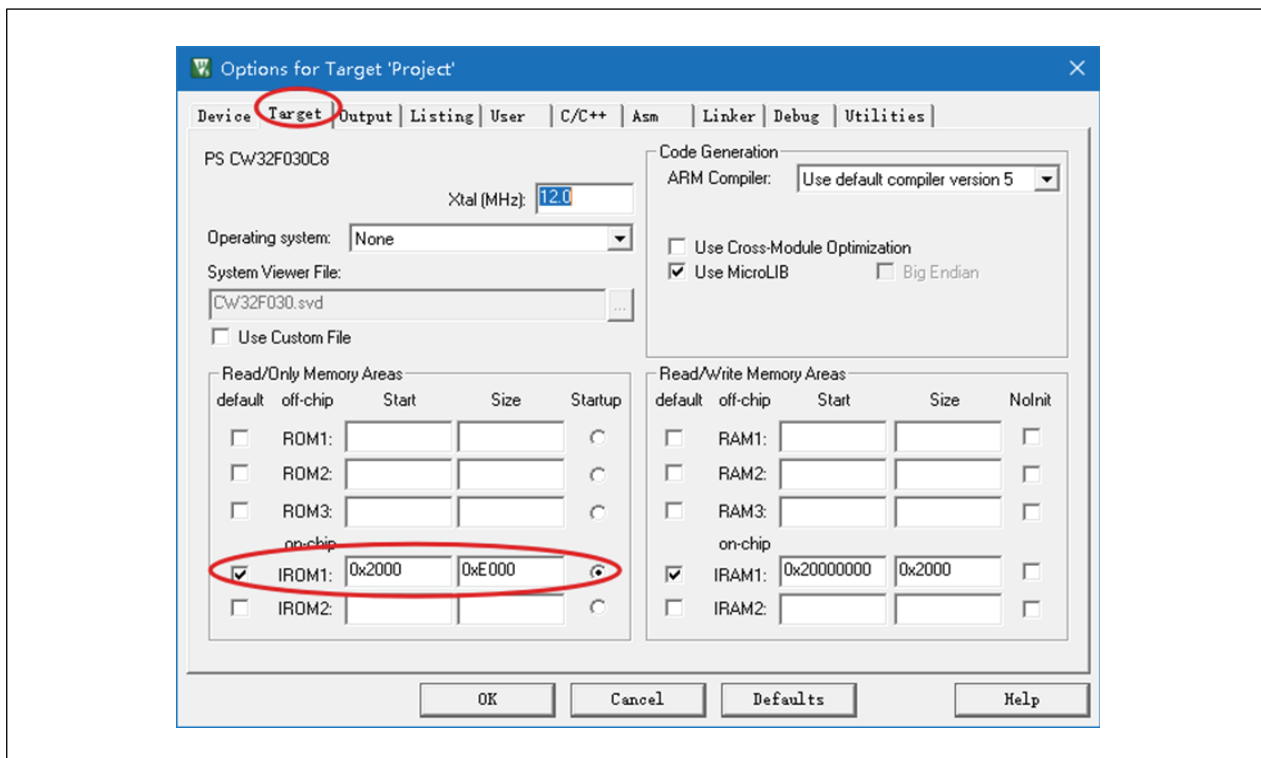 Options for Target 'Project'
Device Target Output Listing User C/C++ Asm Linker Debug Utilities
PS CW32F030C8
Xtal (MHz): 12.0
Operating system: None
System Viewer File:
CW32F030.svd ...
Use Custom File
Code Generation
ARM Compiler: Use default compiler version 5
Use Cross-Module Optimization
Use MicroLIB Big Endian
Read/Only Memory Areas
default off-chip Start Size Startup
ROM1:
ROM2:
ROM3:
on-chip
IROM1: 0x2000 0xE000
IROM2:
Read/Write Memory Areas
default off-chip Start Size NoInit
RAM1:
RAM2:
RAM3:
on-chip
IRAM1: 0x20000000 0x2000
IRAM2:
OK Cancel Defaults Help